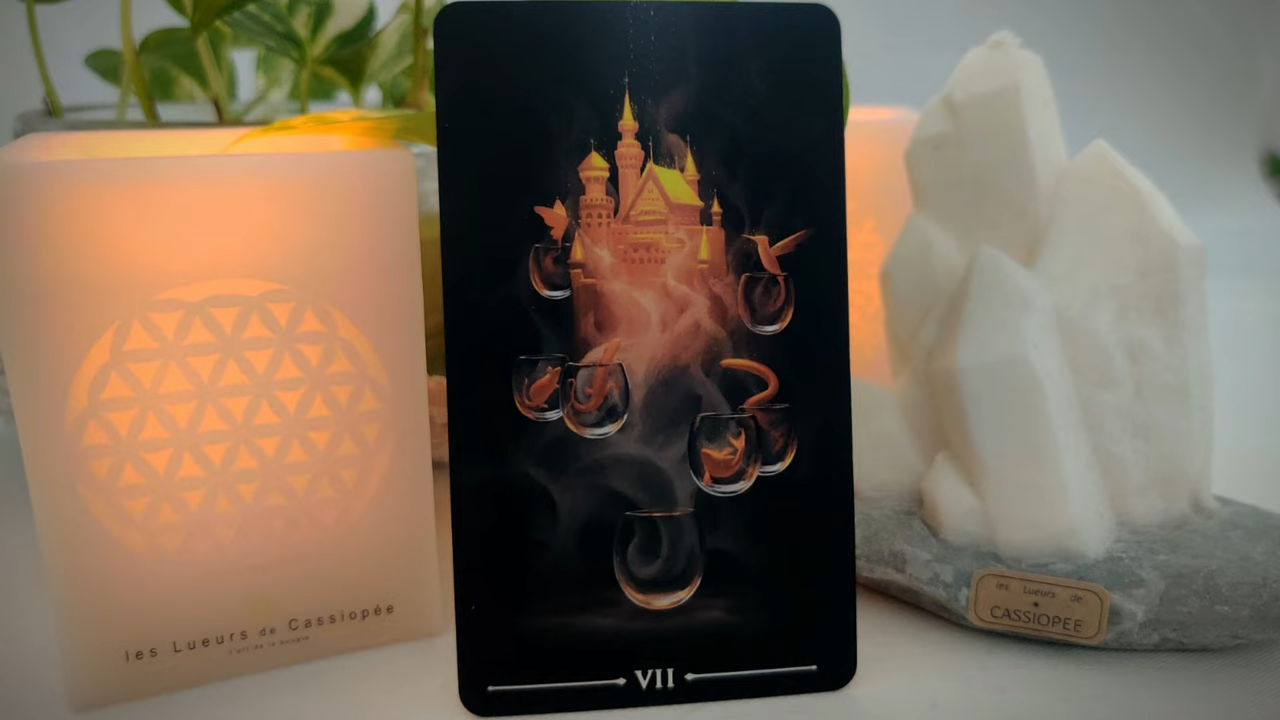 les Lueurs de Cassiopée
l'art de la bougie
VII
les Lueurs de
CASSIOPEE